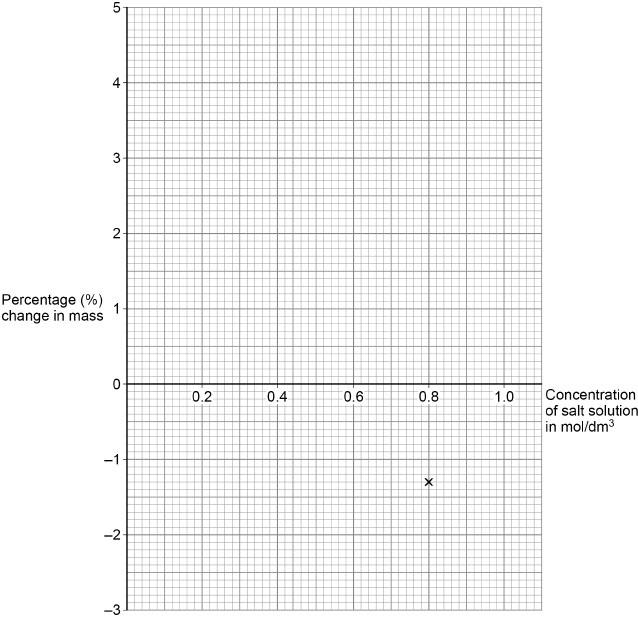 5
4
3
2
Percentage (%)
change in mass
1
0
0.2 0.4 0.6 0.8 1.0
Concentration
of salt solution
in mol/dm³
–1
–2
–3